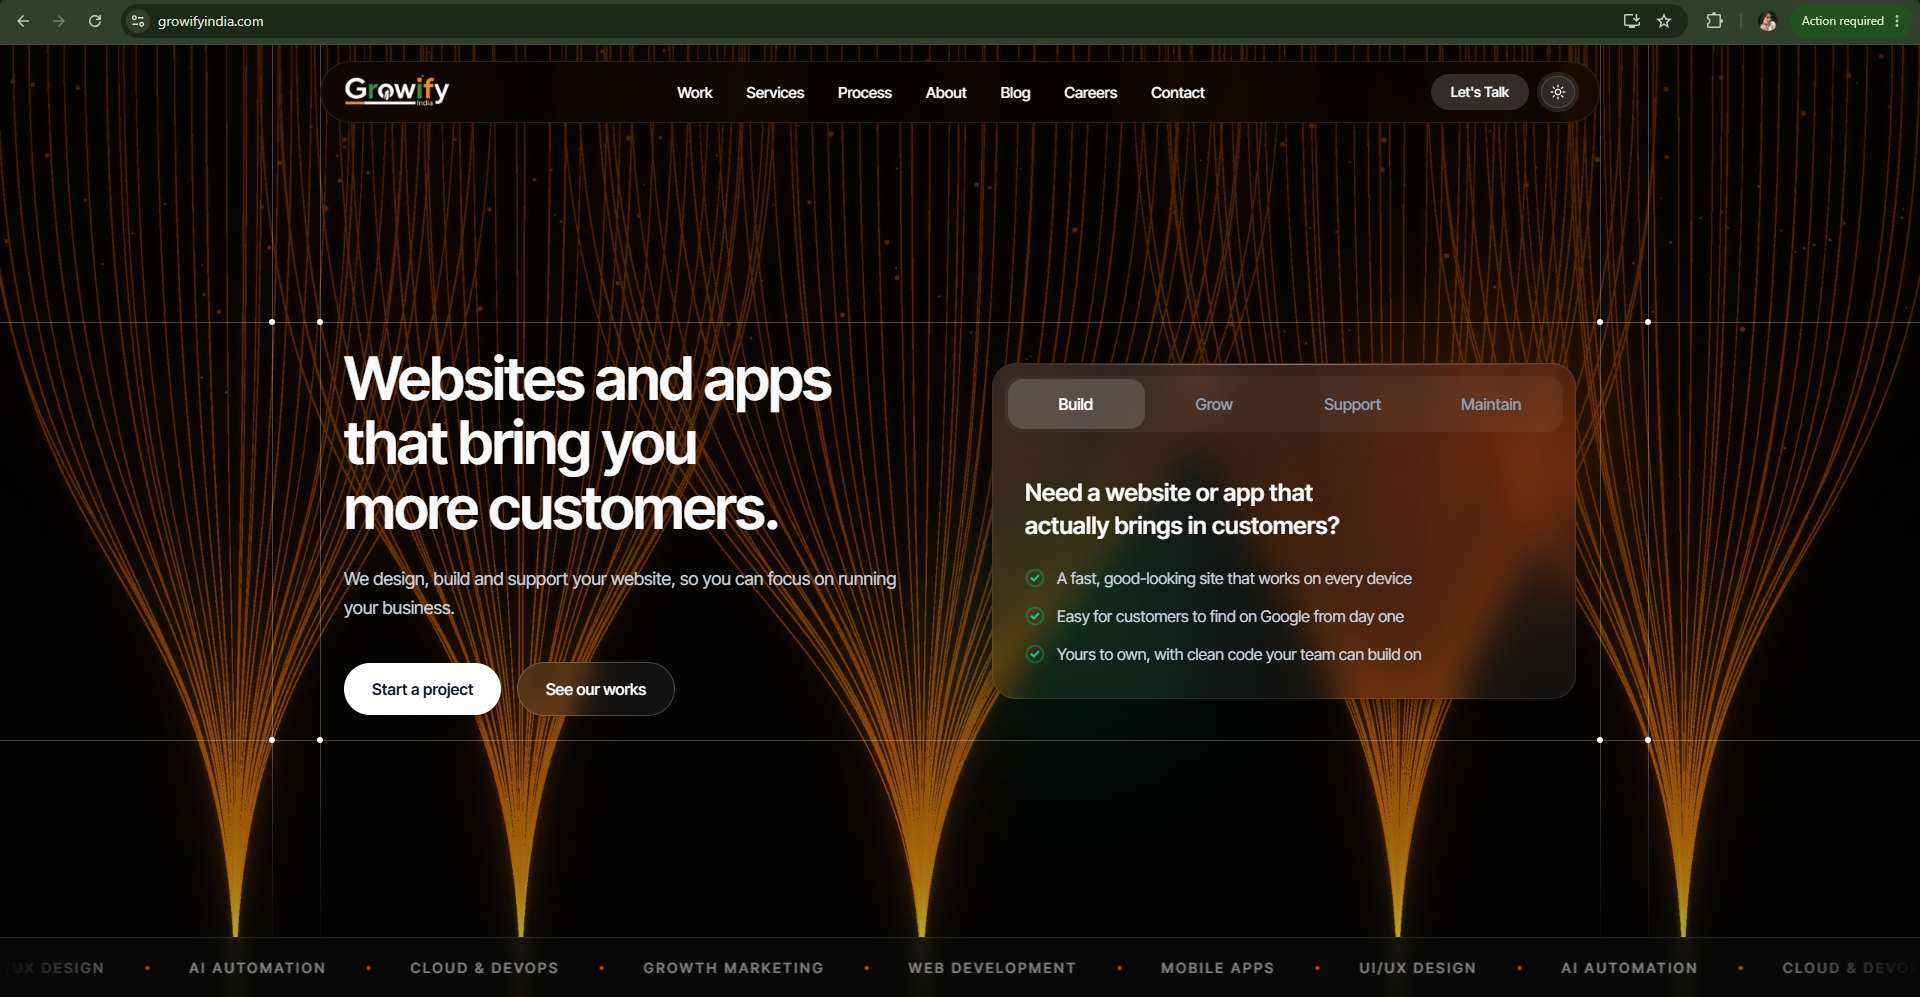 growifyindia.com
Action required
Growify
India
Work
Services
Process
About
Blog
Careers
Contact
Let's Talk
Websites and apps
that bring you
more customers.
We design, build and support your website, so you can focus on running
your business.
Start a project
See our works
Build
Grow
Support
Maintain
Need a website or app that
actually brings in customers?
A fast, good-looking site that works on every device
Easy for customers to find on Google from day one
Yours to own, with clean code your team can build on
/UX DESIGN • AI AUTOMATION • CLOUD & DEVOPS • GROWTH MARKETING • WEB DEVELOPMENT • MOBILE APPS • UI/UX DESIGN • AI AUTOMATION • CLOUD & DEVO